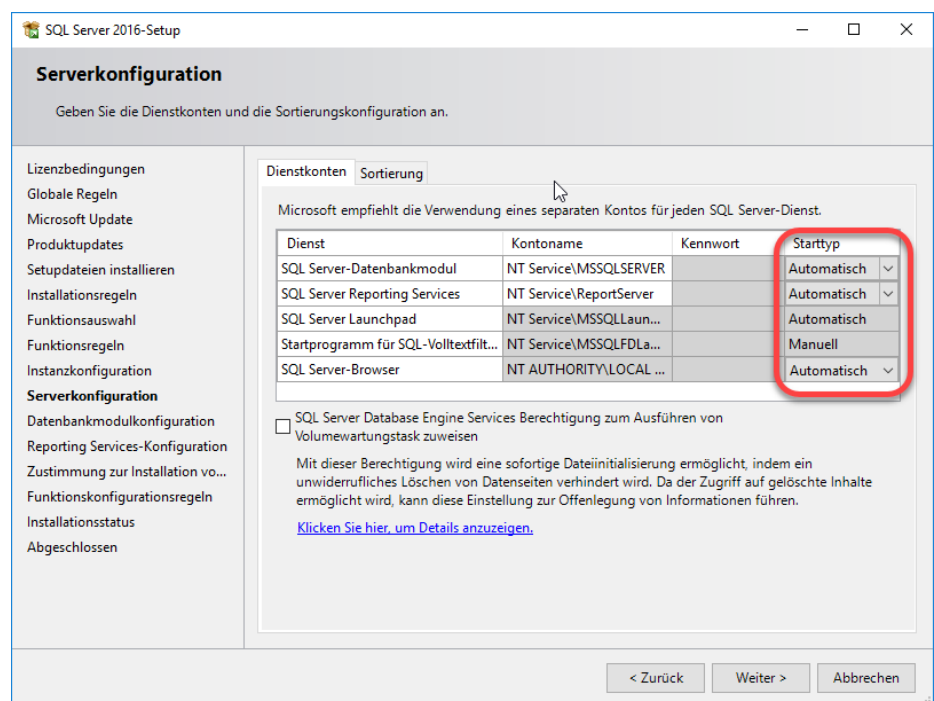 SQL Server 2016-Setup
Serverkonfiguration
Geben Sie die Dienstkonten und die Sortierungskonfiguration an.
Lizenzbedingungen
Globale Regeln
Microsoft Update
Produktupdates
Setupdateien installieren
Installationsregeln
Funktionsauswahl
Funktionsregeln
Instanzkonfiguration
Serverkonfiguration
Datenbankmodulkonfiguration
Reporting Services-Konfiguration
Zustimmung zur Installation vo...
Funktionskonfigurationsregeln
Installationsstatus
Abgeschlossen
Dienstkonten Sortierung
Microsoft empfiehlt die Verwendung eines separaten Kontos für jeden SQL Server-Dienst.
Dienst Kontoname Kennwort Starttyp
SQL Server-Datenbankmodul NT Service\MSSQLSERVER Automatisch
SQL Server Reporting Services NT Service\ReportServer Automatisch
SQL Server Launchpad NT Service\MSSQLLaun... Automatisch
Startprogramm für SQL-Volltextfilt... NT Service\MSSQLFDLa... Manuell
SQL Server-Browser NT AUTHORITY\LOCAL ... Automatisch
SQL Server Database Engine Services Berechtigung zum Ausführen von
Volumewartungstask zuweisen
Mit dieser Berechtigung wird eine sofortige Dateiinitialisierung ermöglicht, indem ein
unwiderrufliches Löschen von Datenseiten verhindert wird. Da der Zugriff auf gelöschte Inhalte
ermöglicht wird, kann diese Einstellung zur Offenlegung von Informationen führen.
Klicken Sie hier, um Details anzuzeigen.
< Zurück Weiter > Abbrechen